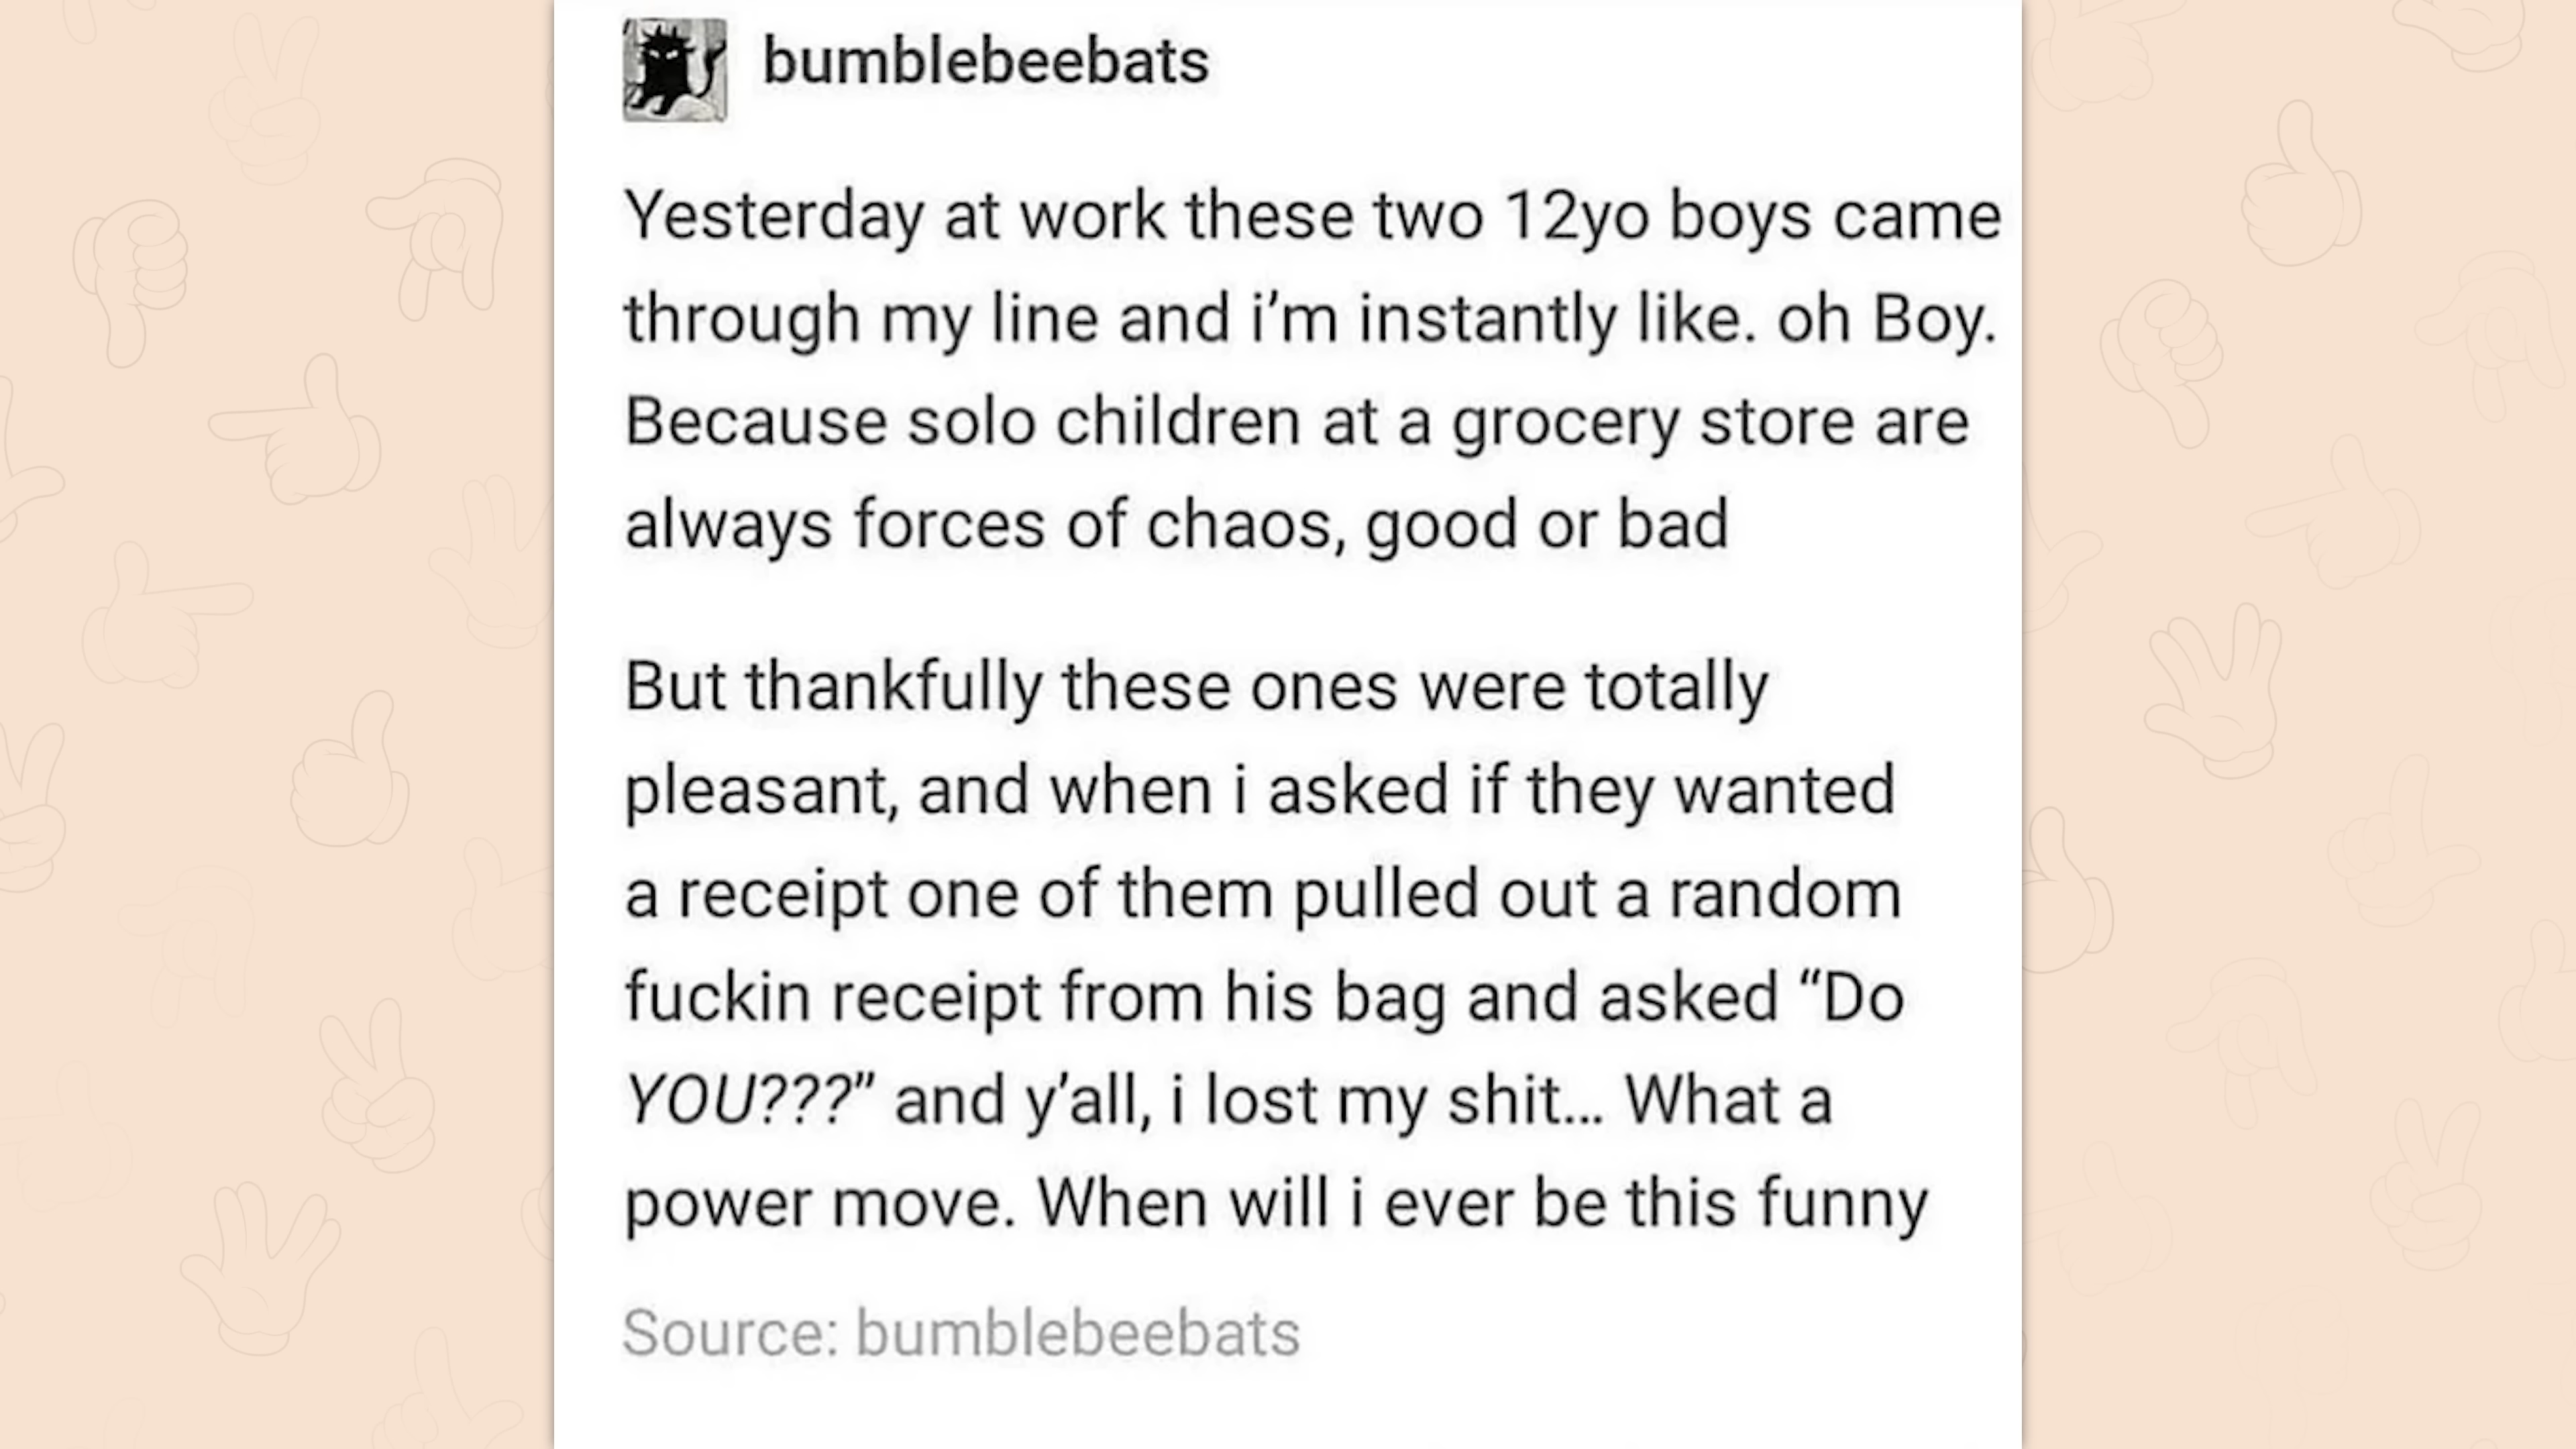 bumblebeebats
Yesterday at work these two 12yo boys came
through my line and i’m instantly like. oh Boy.
Because solo children at a grocery store are
always forces of chaos, good or bad
But thankfully these ones were totally
pleasant, and when i asked if they wanted
a receipt one of them pulled out a random
fuckin receipt from his bag and asked “Do
YOU???” and y’all, i lost my shit... What a
power move. When will i ever be this funny
Source: bumblebeebats